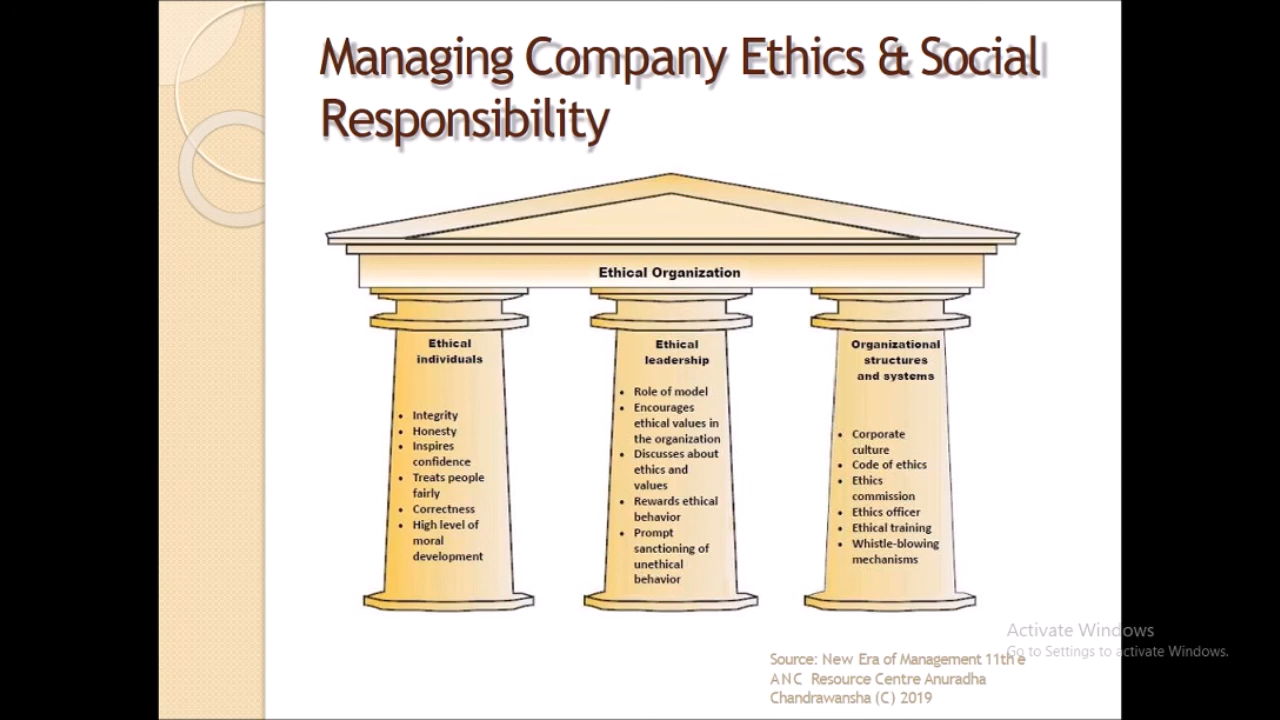 Managing Company Ethics & Social
Responsibility
Ethical Organization
Ethical
individuals
• Integrity
• Honesty
• Inspires
confidence
• Treats people
fairly
• Correctness
• High level of
moral
development
Ethical
leadership
• Role of model
• Encourages
ethical values in
the organization
• Discusses about
ethics and
values
• Rewards ethical
behavior
• Prompt
sanctioning of
unethical
behavior
Organizational
structures
and systems
• Corporate
culture
• Code of ethics
• Ethics
commission
• Ethics officer
• Ethical training
• Whistle-blowing
mechanisms
Activate Windows
Go to Settings to activate Windows.
Source: New Era of Management 11th e
A N C Resource Centre Anuradha
Chandrawansha (C) 2019